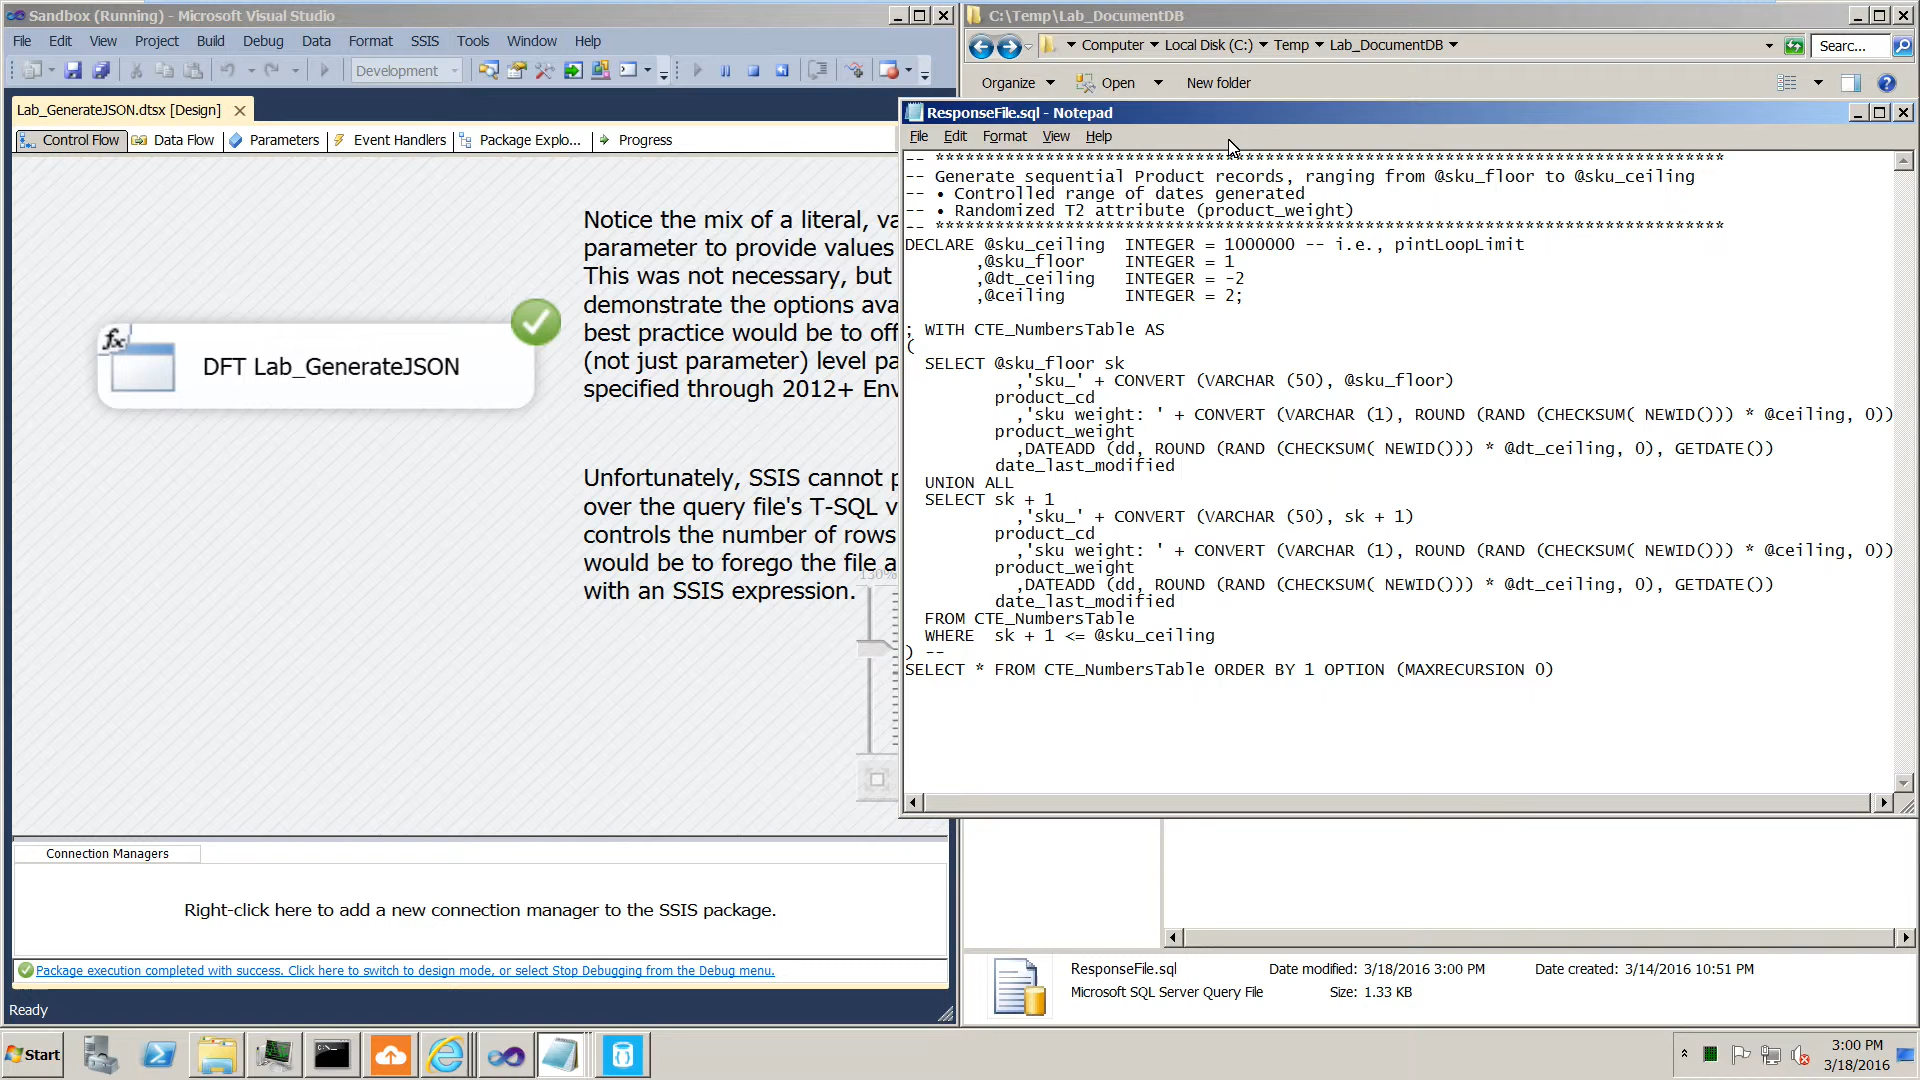 Sandbox (Running) - Microsoft Visual Studio
File Edit View Project Build Debug Data Format SSIS Tools Window Help
Development
Lab_GenerateJSON.dtsx [Design]
Control Flow Data Flow Parameters Event Handlers Package Explo... Progress
Notice the mix of a literal, va
parameter to provide values
This was not necessary, but
demonstrate the options ava
best practice would be to off
(not just parameter) level pa
specified through 2012+ Env
fx
DFT Lab_GenerateJSON
Unfortunately, SSIS cannot p
over the query file's T-SQL v
controls the number of rows
would be to forego the file a
with an SSIS expression.
130%
Connection Managers
Right-click here to add a new connection manager to the SSIS package.
Package execution completed with success. Click here to switch to design mode, or select Stop Debugging from the Debug menu.
Ready
C:\Temp\Lab_DocumentDB
Computer Local Disk (C:) Temp Lab_DocumentDB
Searc...
Organize Open New folder
ResponseFile.sql - Notepad
File Edit Format View Help
-- *******************************************************************************
-- Generate sequential Product records, ranging from @sku_floor to @sku_ceiling
-- • Controlled range of dates generated
-- • Randomized T2 attribute (product_weight)
-- *******************************************************************************
DECLARE @sku_ceiling INTEGER = 1000000 -- i.e., pintLoopLimit
,@sku_floor INTEGER = 1
,@dt_ceiling INTEGER = -2
,@ceiling INTEGER = 2;
; WITH CTE_NumbersTable AS
(
SELECT @sku_floor sk
,'sku_' + CONVERT (VARCHAR (50), @sku_floor)
product_cd
,'sku weight: ' + CONVERT (VARCHAR (1), ROUND (RAND (CHECKSUM( NEWID())) * @ceiling, 0))
product_weight
,DATEADD (dd, ROUND (RAND (CHECKSUM( NEWID())) * @dt_ceiling, 0), GETDATE())
date_last_modified
UNION ALL
SELECT sk + 1
,'sku_' + CONVERT (VARCHAR (50), sk + 1)
product_cd
,'sku weight: ' + CONVERT (VARCHAR (1), ROUND (RAND (CHECKSUM( NEWID())) * @ceiling, 0))
product_weight
,DATEADD (dd, ROUND (RAND (CHECKSUM( NEWID())) * @dt_ceiling, 0), GETDATE())
date_last_modified
FROM CTE_NumbersTable
WHERE sk + 1 <= @sku_ceiling
) --
SELECT * FROM CTE_NumbersTable ORDER BY 1 OPTION (MAXRECURSION 0)
ResponseFile.sql Date modified: 3/18/2016 3:00 PM Date created: 3/14/2016 10:51 PM
Microsoft SQL Server Query File Size: 1.33 KB
Start
3:00 PM
3/18/2016